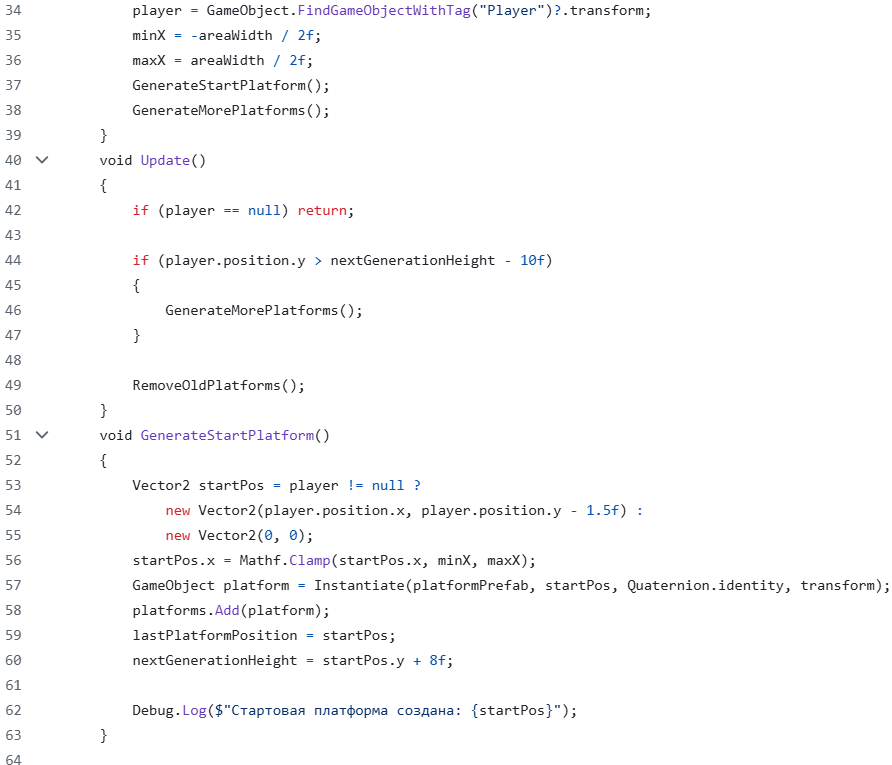 34 player = GameObject.FindGameObjectWithTag("Player")?.transform;
35 minX = -areaWidth / 2f;
36 maxX = areaWidth / 2f;
37 GenerateStartPlatform();
38 GenerateMorePlatforms();
39 }
40 void Update()
41 {
42 if (player == null) return;
43
44 if (player.position.y > nextGenerationHeight - 10f)
45 {
46 GenerateMorePlatforms();
47 }
48
49 RemoveOldPlatforms();
50 }
51 void GenerateStartPlatform()
52 {
53 Vector2 startPos = player != null ?
54 new Vector2(player.position.x, player.position.y - 1.5f) :
55 new Vector2(0, 0);
56 startPos.x = Mathf.Clamp(startPos.x, minX, maxX);
57 GameObject platform = Instantiate(platformPrefab, startPos, Quaternion.identity, transform);
58 platforms.Add(platform);
59 lastPlatformPosition = startPos;
60 nextGenerationHeight = startPos.y + 8f;
61
62 Debug.Log($"Стартовая платформа создана: {startPos}");
63 }
64